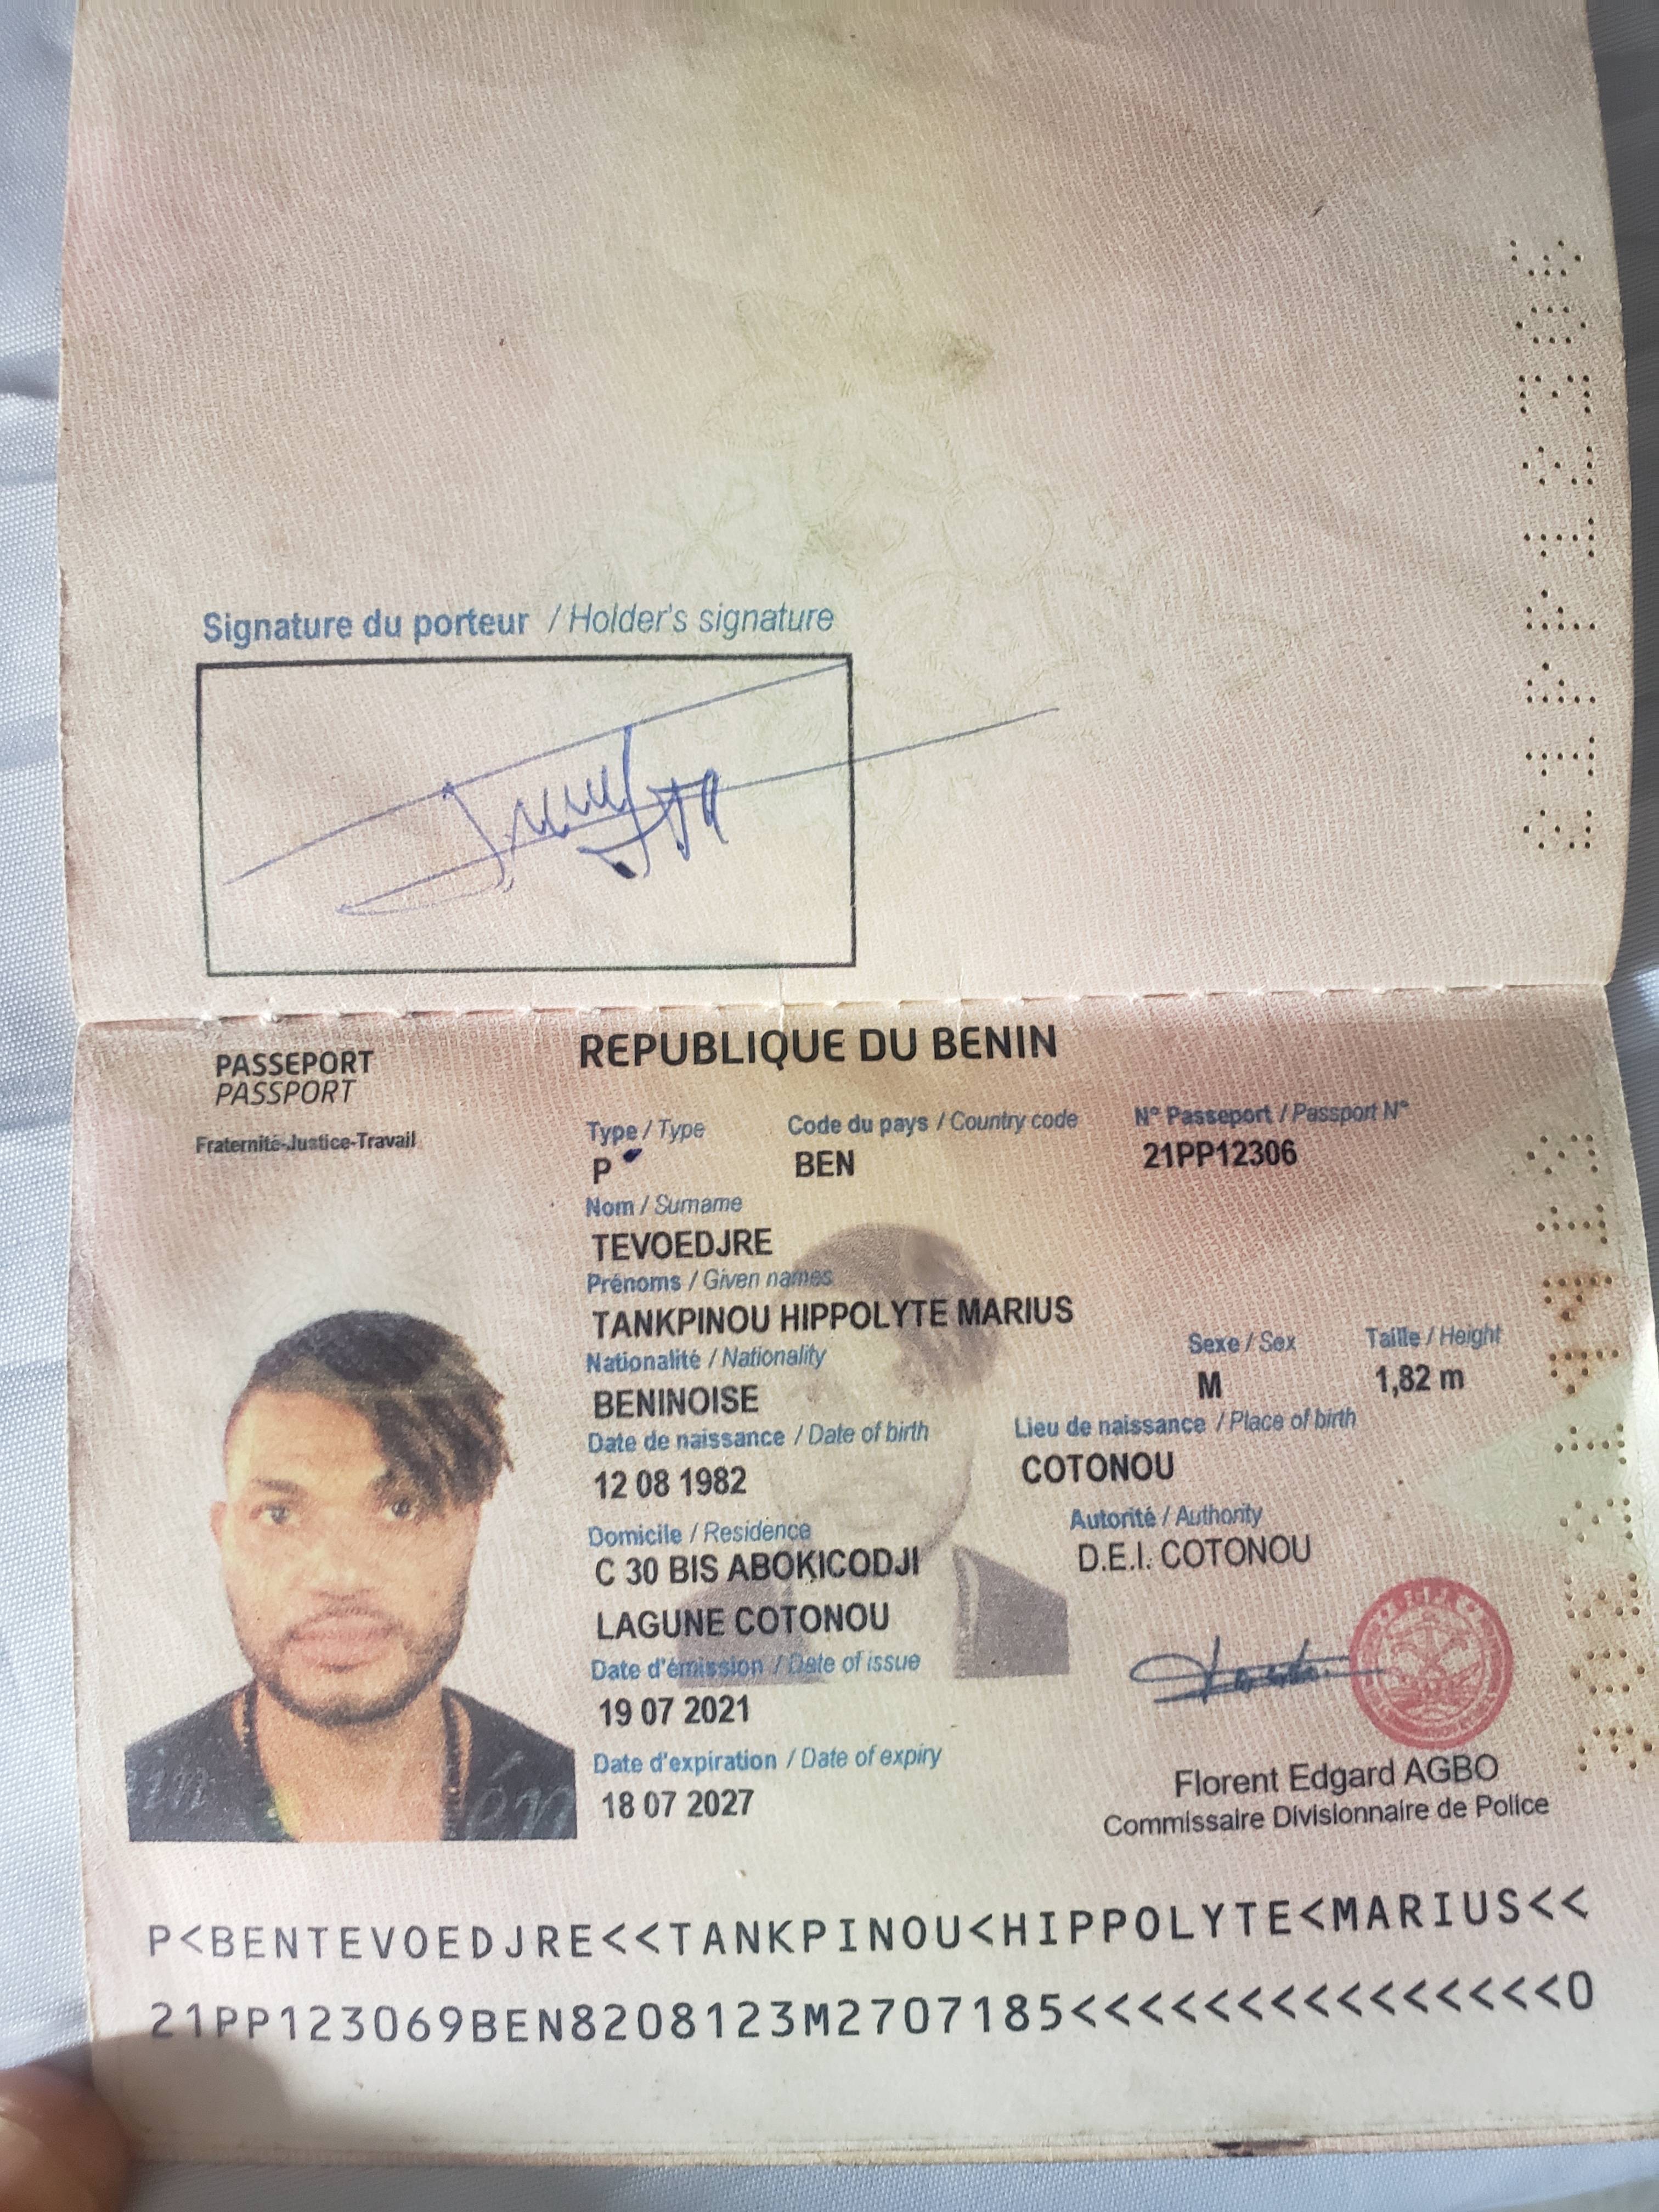 Signature du porteur / Holder's signature
REPUBLIQUE DU BENIN
PASSEPORT
PASSPORT
Fraternité-Justice-Travail
Type / Type
Code du pays / Country code
N° Passeport / Passport N°
P
BEN
21PP12306
Nom / Surname
TEVOEDJRE
Prénoms / Given names
TANKPINOU HIPPOLYTE MARIUS
Nationalité / Nationality
Sexe / Sex
Taille / Height
BENINOISE
M
1,82 m
Date de naissance / Date of birth
Lieu de naissance / Place of birth
12 08 1982
COTONOU
Domicile / Residence
Autorité / Authority
C 30 BIS ABOKICODJI
D.E.I. COTONOU
LAGUNE COTONOU
Date d'émission / Date of issue
19 07 2021
Date d'expiration / Date of expiry
18 07 2027
Florent Edgard AGBO
Commissaire Divisionnaire de Police
P<BENTEVOEDJRE<<TANKPINOU<HIPPOLYTE<MARIUS<<
21PP123069BEN8208123M2707185<<<<<<<<<<<<<<<0